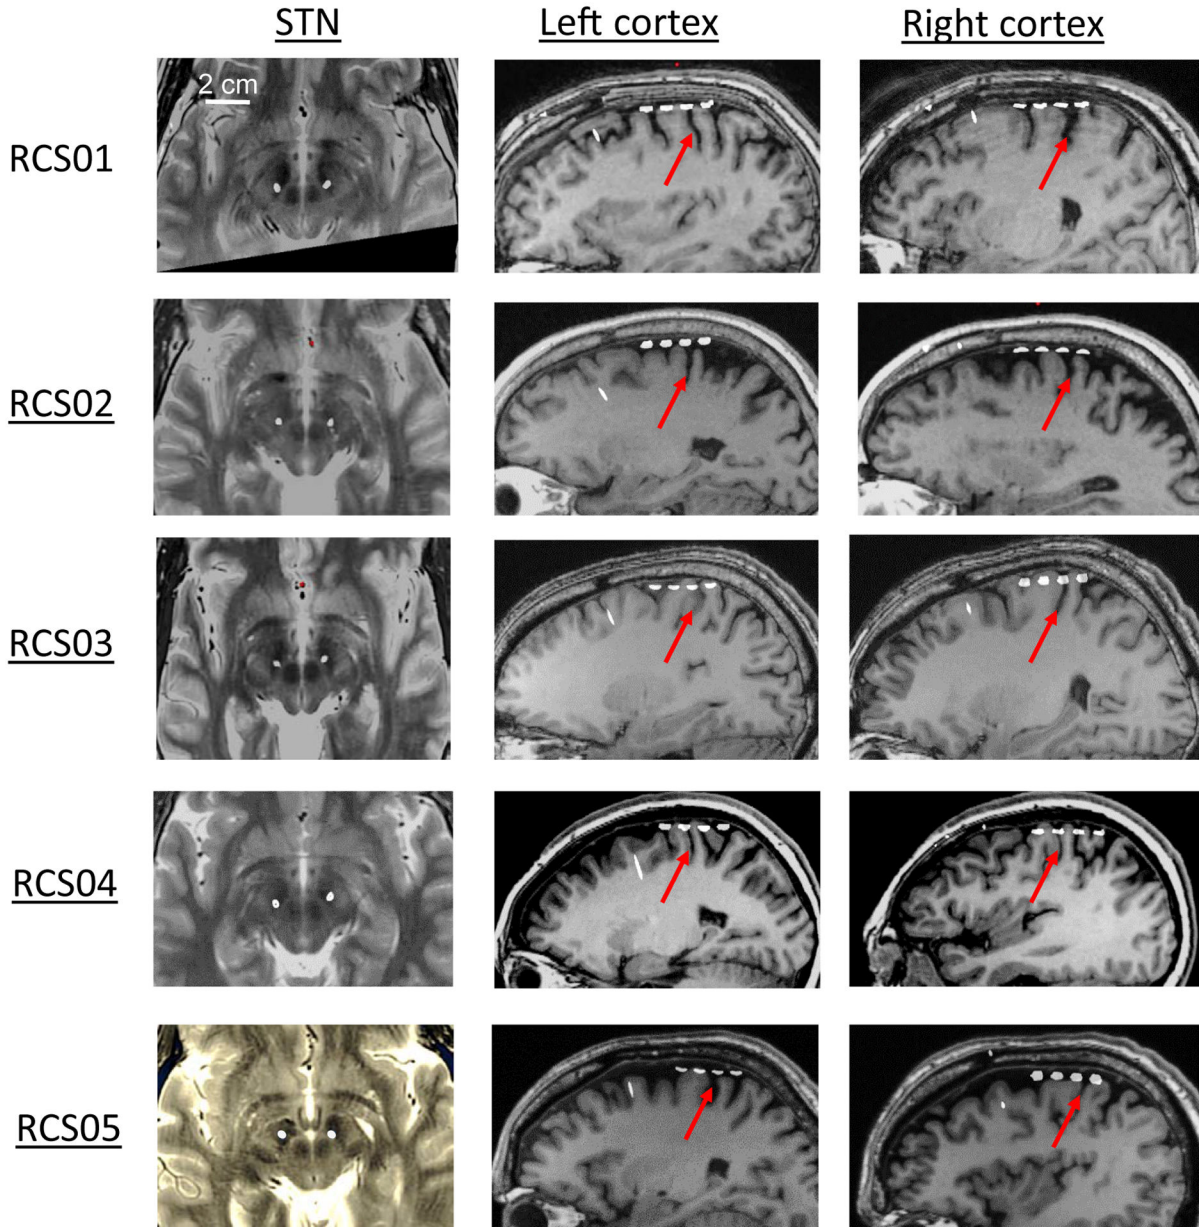 STN Left cortex Right cortex
2 cm
RCS01
RCS02
RCS03
RCS04
RCS05